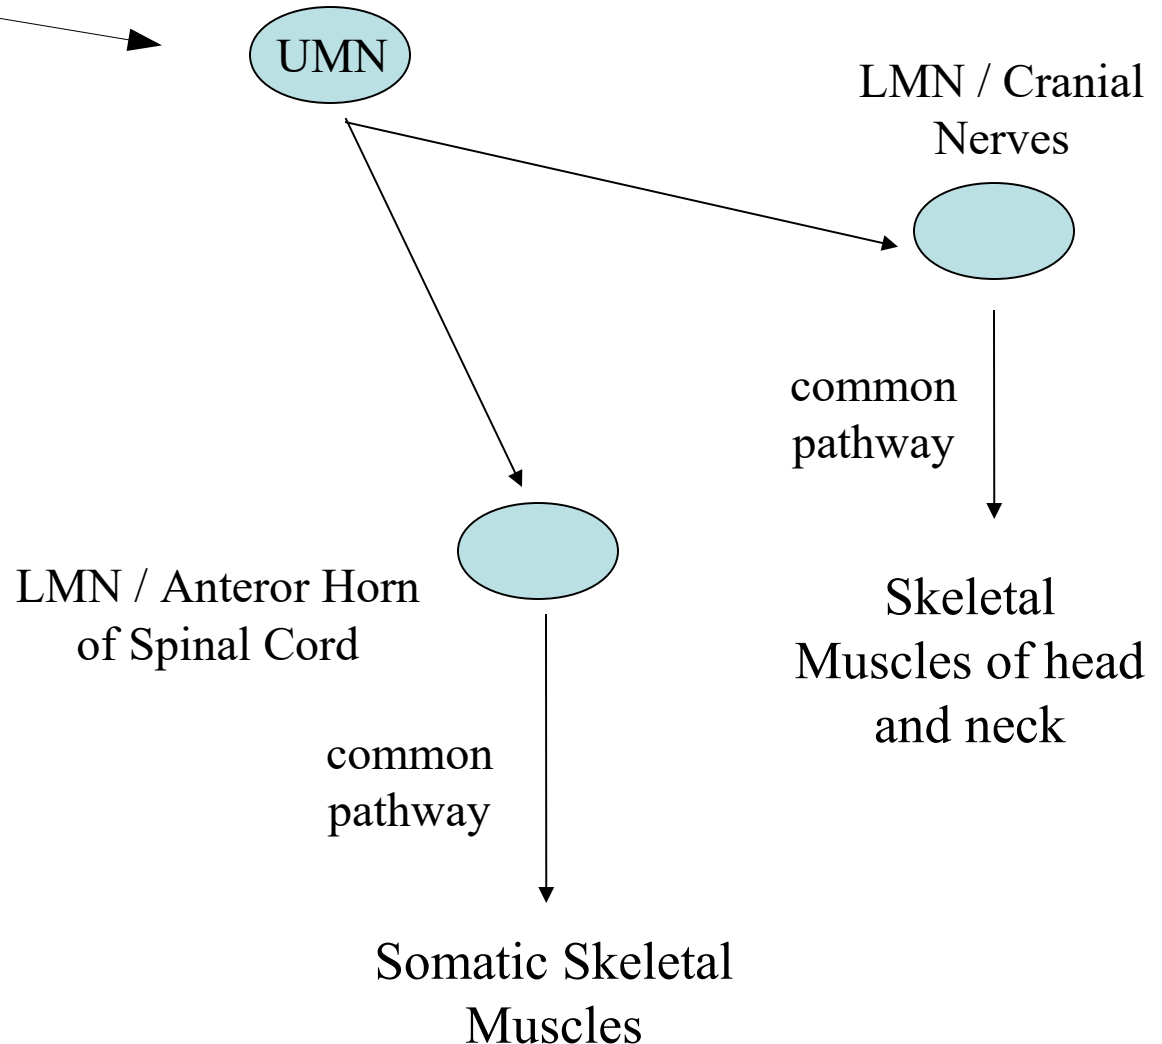 UMN
LMN / Cranial
Nerves
common
pathway
LMN / Anteror Horn
of Spinal Cord
Skeletal
Muscles of head
and neck
common
pathway
Somatic Skeletal
Muscles